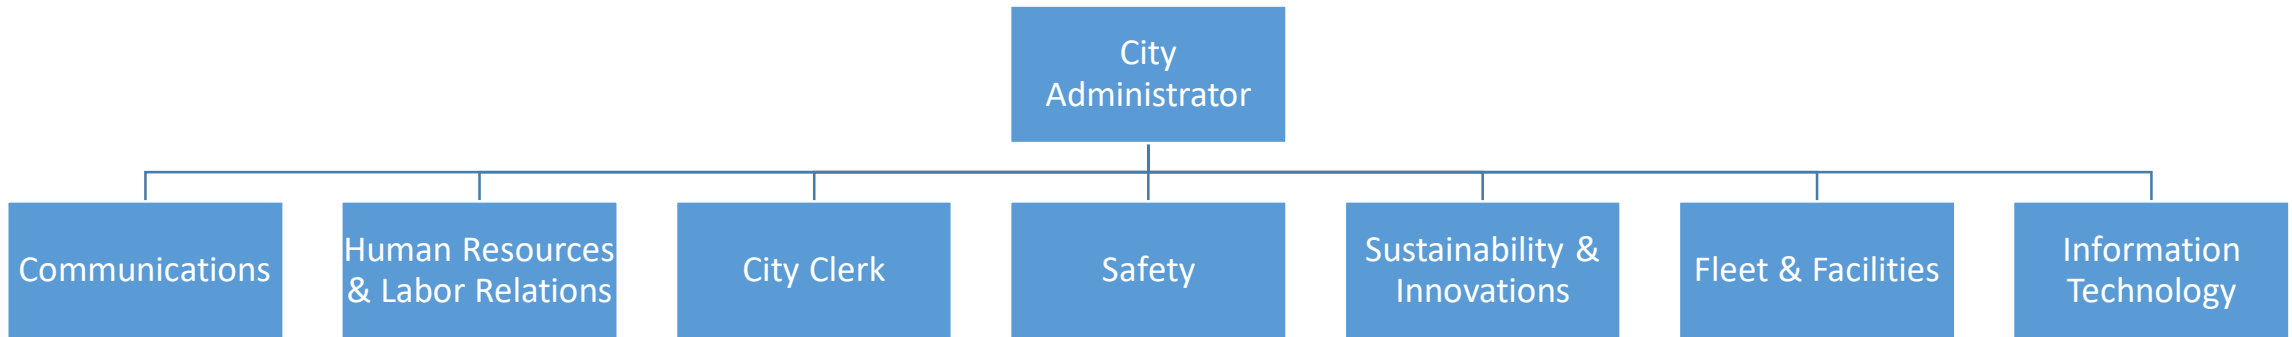 City
Administrator
Communications
Human Resources
& Labor Relations
City Clerk
Safety
Sustainability &
Innovations
Fleet & Facilities
Information
Technology